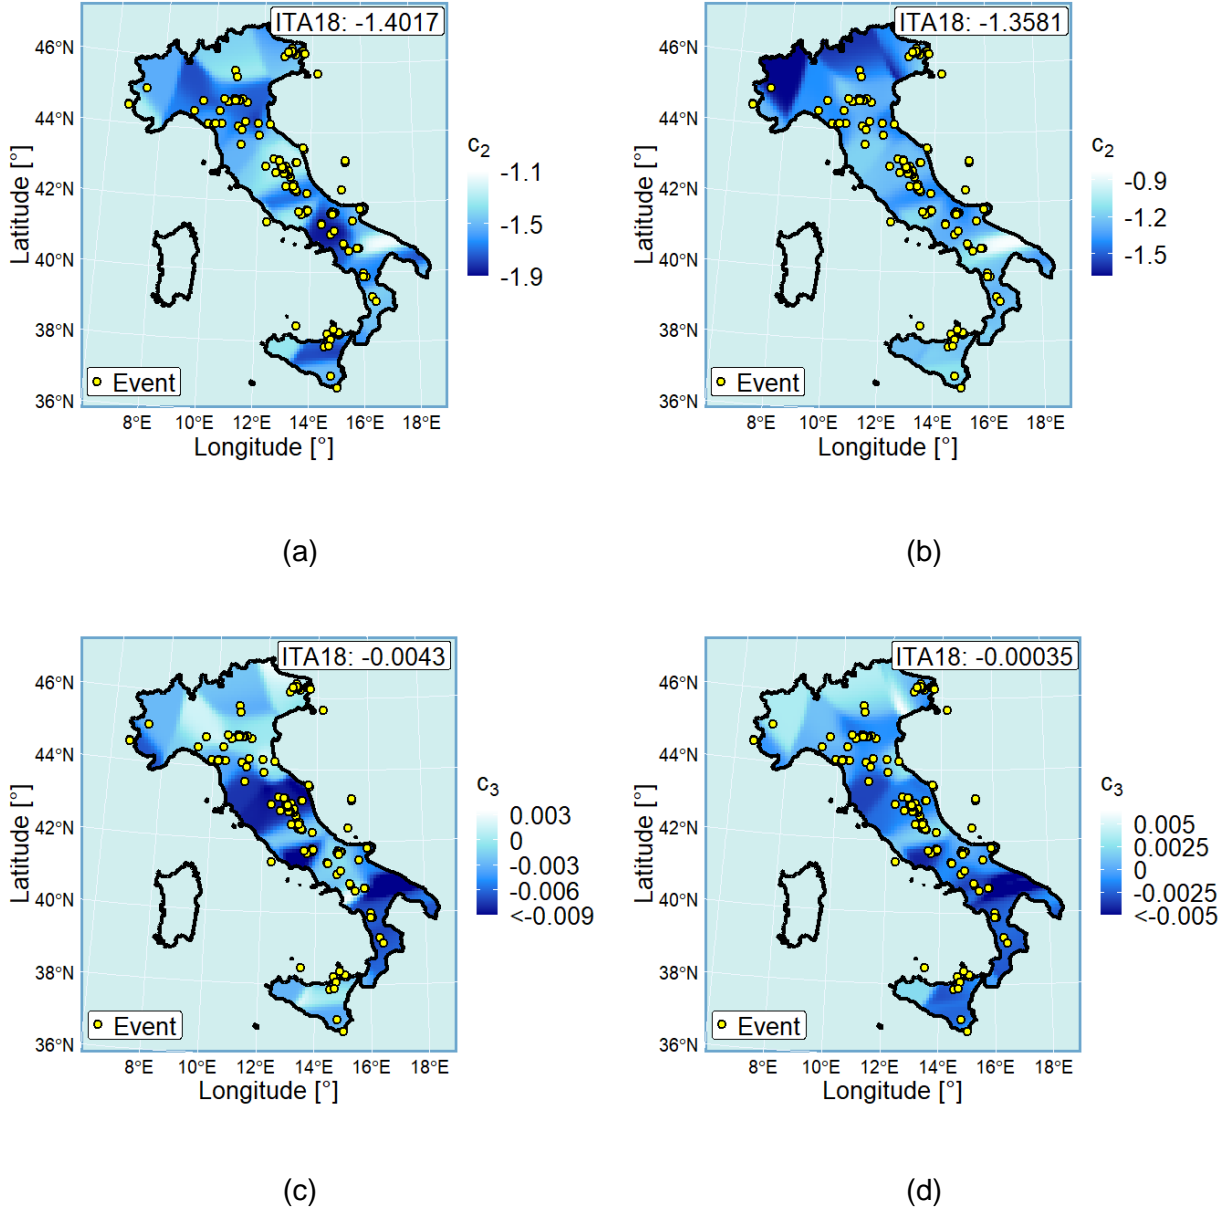 ITA18: -1.4017
46°N
44°N
42°N
40°N
38°N
36°N
Latitude [°]
8°E 10°E 12°E 14°E 16°E 18°E
Longitude [°]
Event
c2
-1.1
-1.5
-1.9
(a)
ITA18: -1.3581
46°N
44°N
42°N
40°N
38°N
36°N
Latitude [°]
8°E 10°E 12°E 14°E 16°E 18°E
Longitude [°]
Event
c2
-0.9
-1.2
-1.5
(b)
ITA18: -0.0043
46°N
44°N
42°N
40°N
38°N
36°N
Latitude [°]
8°E 10°E 12°E 14°E 16°E 18°E
Longitude [°]
Event
c3
0.003
0
-0.003
-0.006
<-0.009
(c)
ITA18: -0.00035
46°N
44°N
42°N
40°N
38°N
36°N
Latitude [°]
8°E 10°E 12°E 14°E 16°E 18°E
Longitude [°]
Event
c3
0.005
0.0025
0
-0.0025
<-0.005
(d)